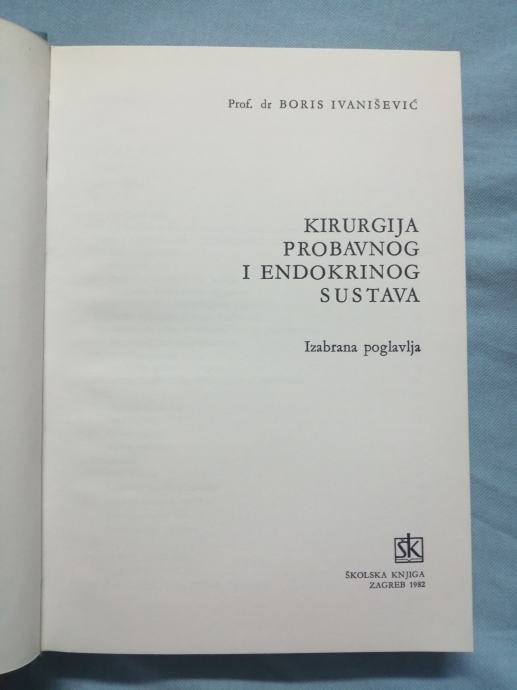 Prof. dr BORIS IVANIŠEVIĆ
KIRURGIJA
PROBAVNOG
I ENDOKRINOG
SUSTAVA
Izabrana poglavlja
šk
ŠKOLSKA KNJIGA
ZAGREB 1982